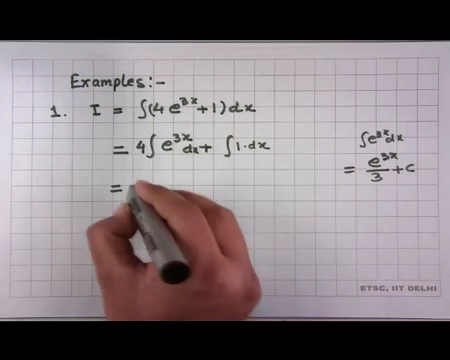 Examples:-
1. I = ∫(4e^{3x}+1)dx
= 4∫e^{3x}dx + ∫1.dx
=
∫e^{3x}dx
= e^{3x}/3 + c
ETSC, IIT DELHI